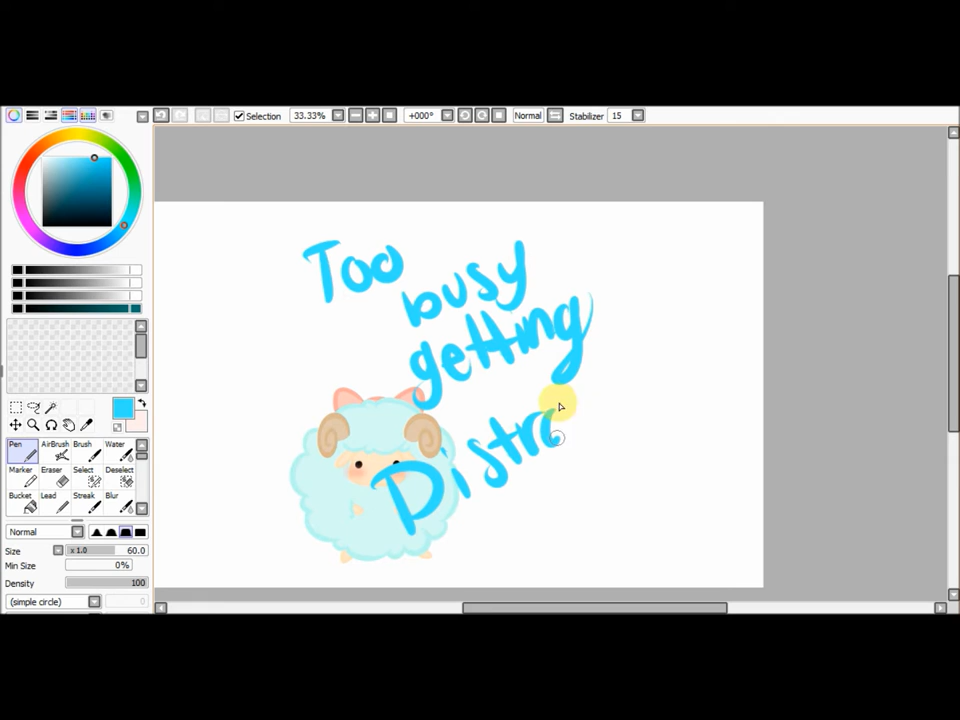 Selection 33.33% +000° Normal Stabilizer 15
Too
busy
getting
Distra
Pen AirBrush Brush Water
Marker Eraser Select Deselect
Bucket Lead Streak Blur
Normal
Size x 1.0 60.0
Min Size 0%
Density 100
(simple circle) 0